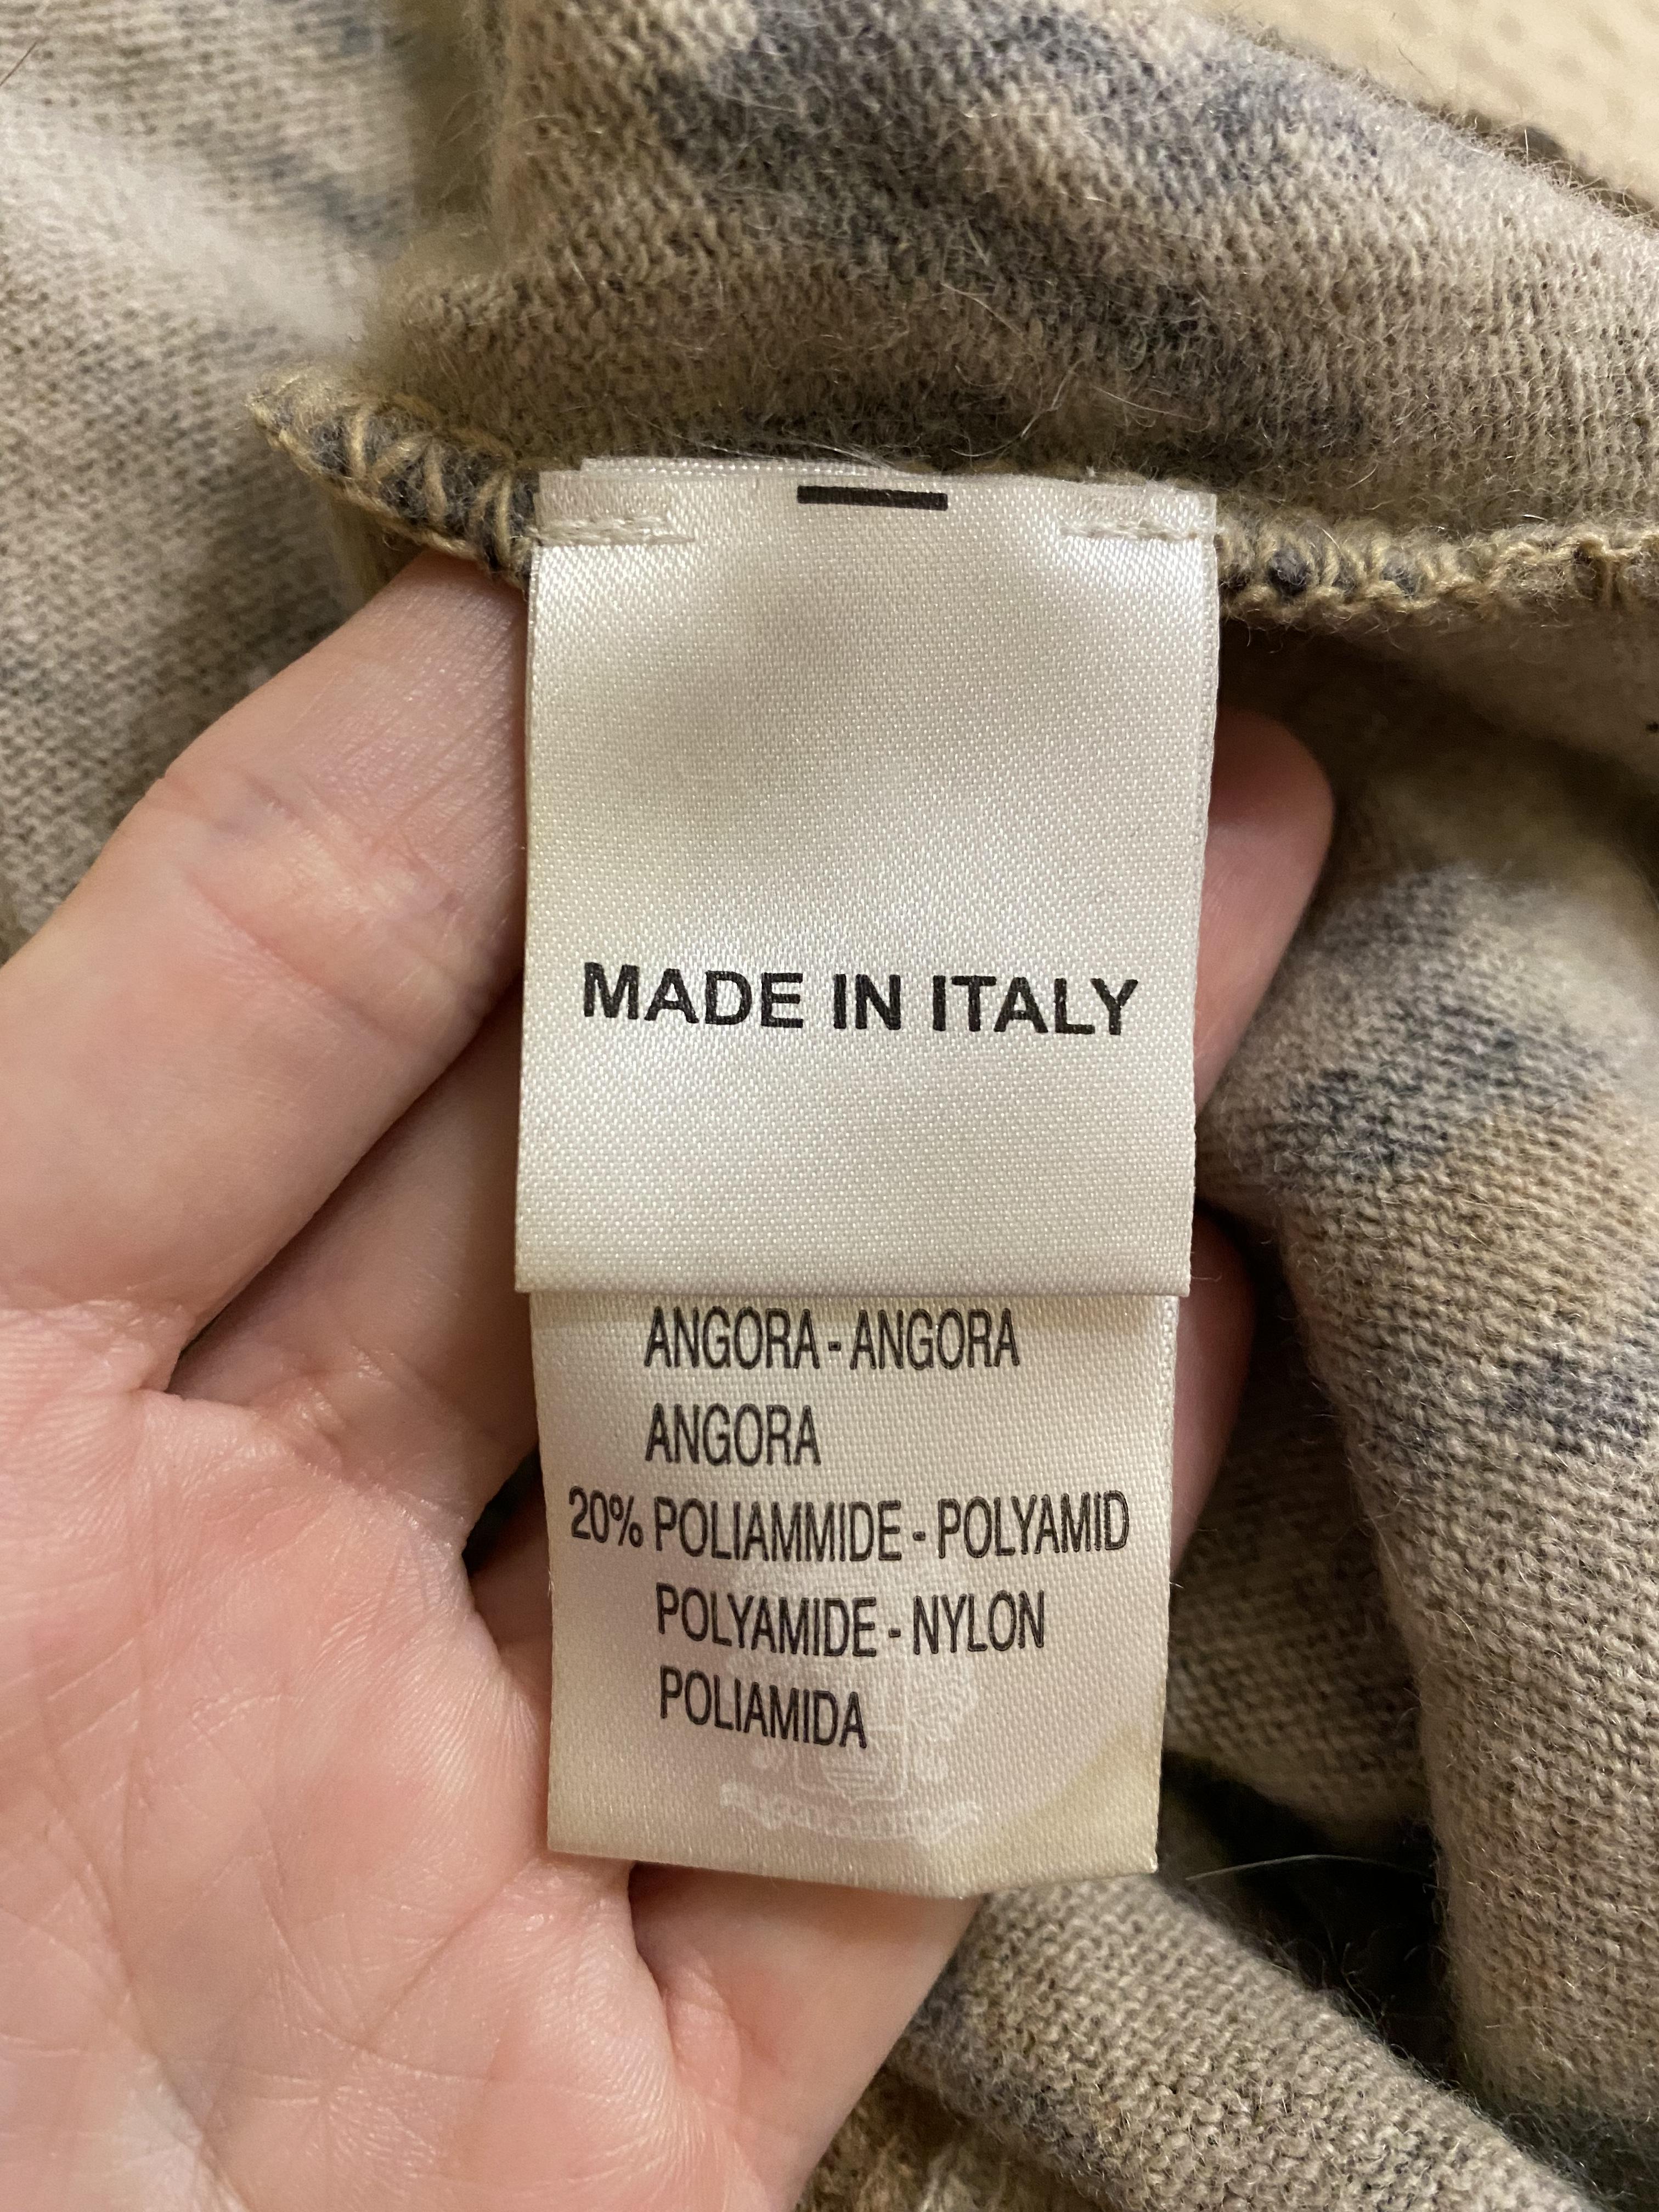 MADE IN ITALY
ANGORA - ANGORA
ANGORA
20% POLIAMMIDE - POLYAMID
POLYAMIDE - NYLON
POLIAMIDA